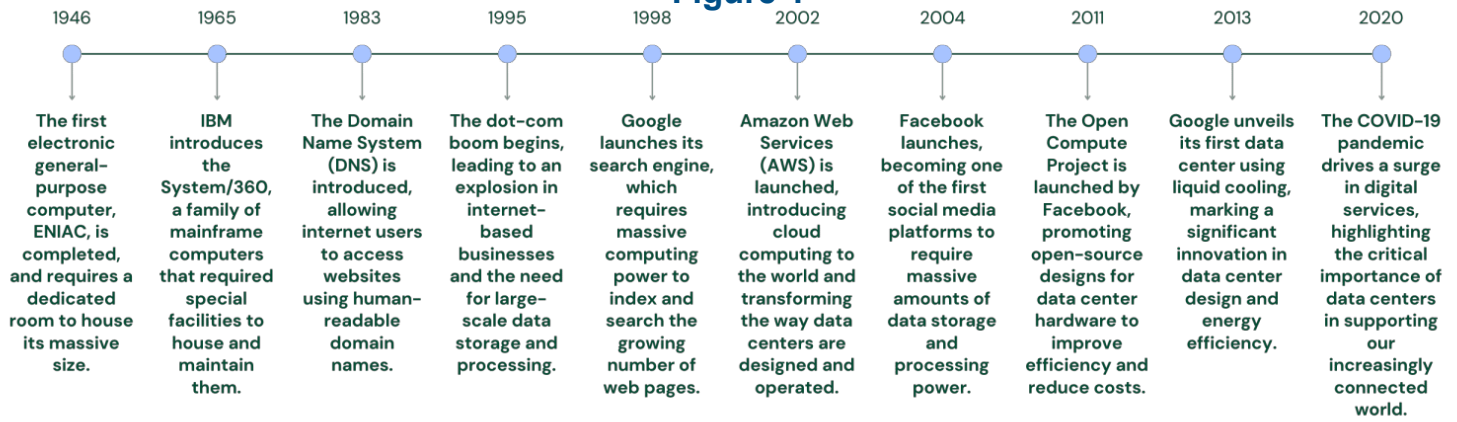 1946
The first
electronic
general-
purpose
computer,
ENIAC, is
completed,
and requires a
dedicated
room to house
its massive
size.
1965
IBM
introduces
the
System/360,
a family of
mainframe
computers
that required
special
facilities to
house and
maintain
them.
1983
The Domain
Name System
(DNS) is
introduced,
allowing
internet users
to access
websites
using human-
readable
domain
names.
1995
The dot-com
boom begins,
leading to an
explosion in
internet-
based
businesses
and the need
for large-
scale data
storage and
processing.
1998
Google
launches its
search engine,
which
requires
massive
computing
power to
index and
search the
growing
number of
web pages.
2002
Amazon Web
Services
(AWS) is
launched,
introducing
cloud
computing to
the world and
transforming
the way data
centers are
designed and
operated.
2004
Facebook
launches,
becoming one
of the first
social media
platforms to
require
massive
amounts of
data storage
and
processing
power.
2011
The Open
Compute
Project is
launched by
Facebook,
promoting
open-source
designs for
data center
hardware to
improve
efficiency and
reduce costs.
2013
Google unveils
its first data
center using
liquid cooling,
marking a
significant
innovation in
data center
design and
energy
efficiency.
2020
The COVID-19
pandemic
drives a surge
in digital
services,
highlighting
the critical
importance of
data centers
in supporting
our
increasingly
connected
world.